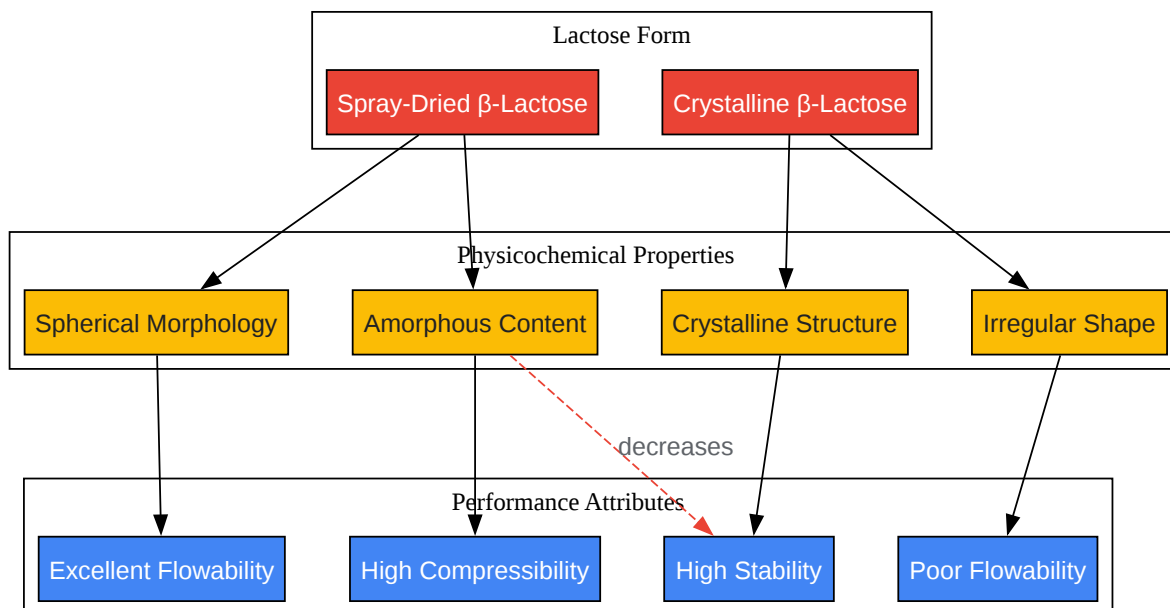 Lactose Form
Spray-Dried β-Lactose
Crystalline β-Lactose
Physicochemical Properties
Spherical Morphology
Amorphous Content
Crystalline Structure
Irregular Shape
decreases
Performance Attributes
Excellent Flowability
High Compressibility
High Stability
Poor Flowability